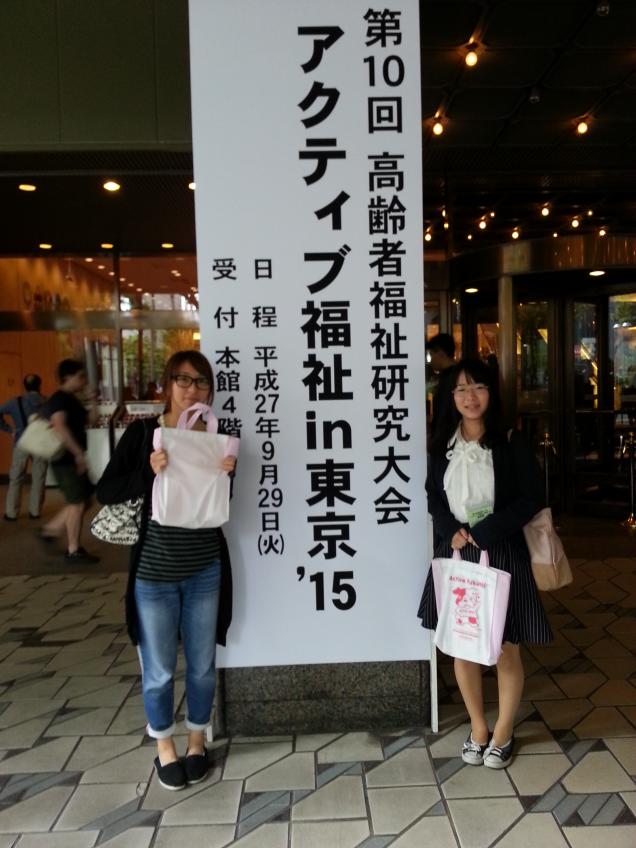 第10回 高齢者福祉研究大会
アクティブ福祉in東京'15
日程 平成27年9月29日(火)
受付 本館4階
Active fukushi